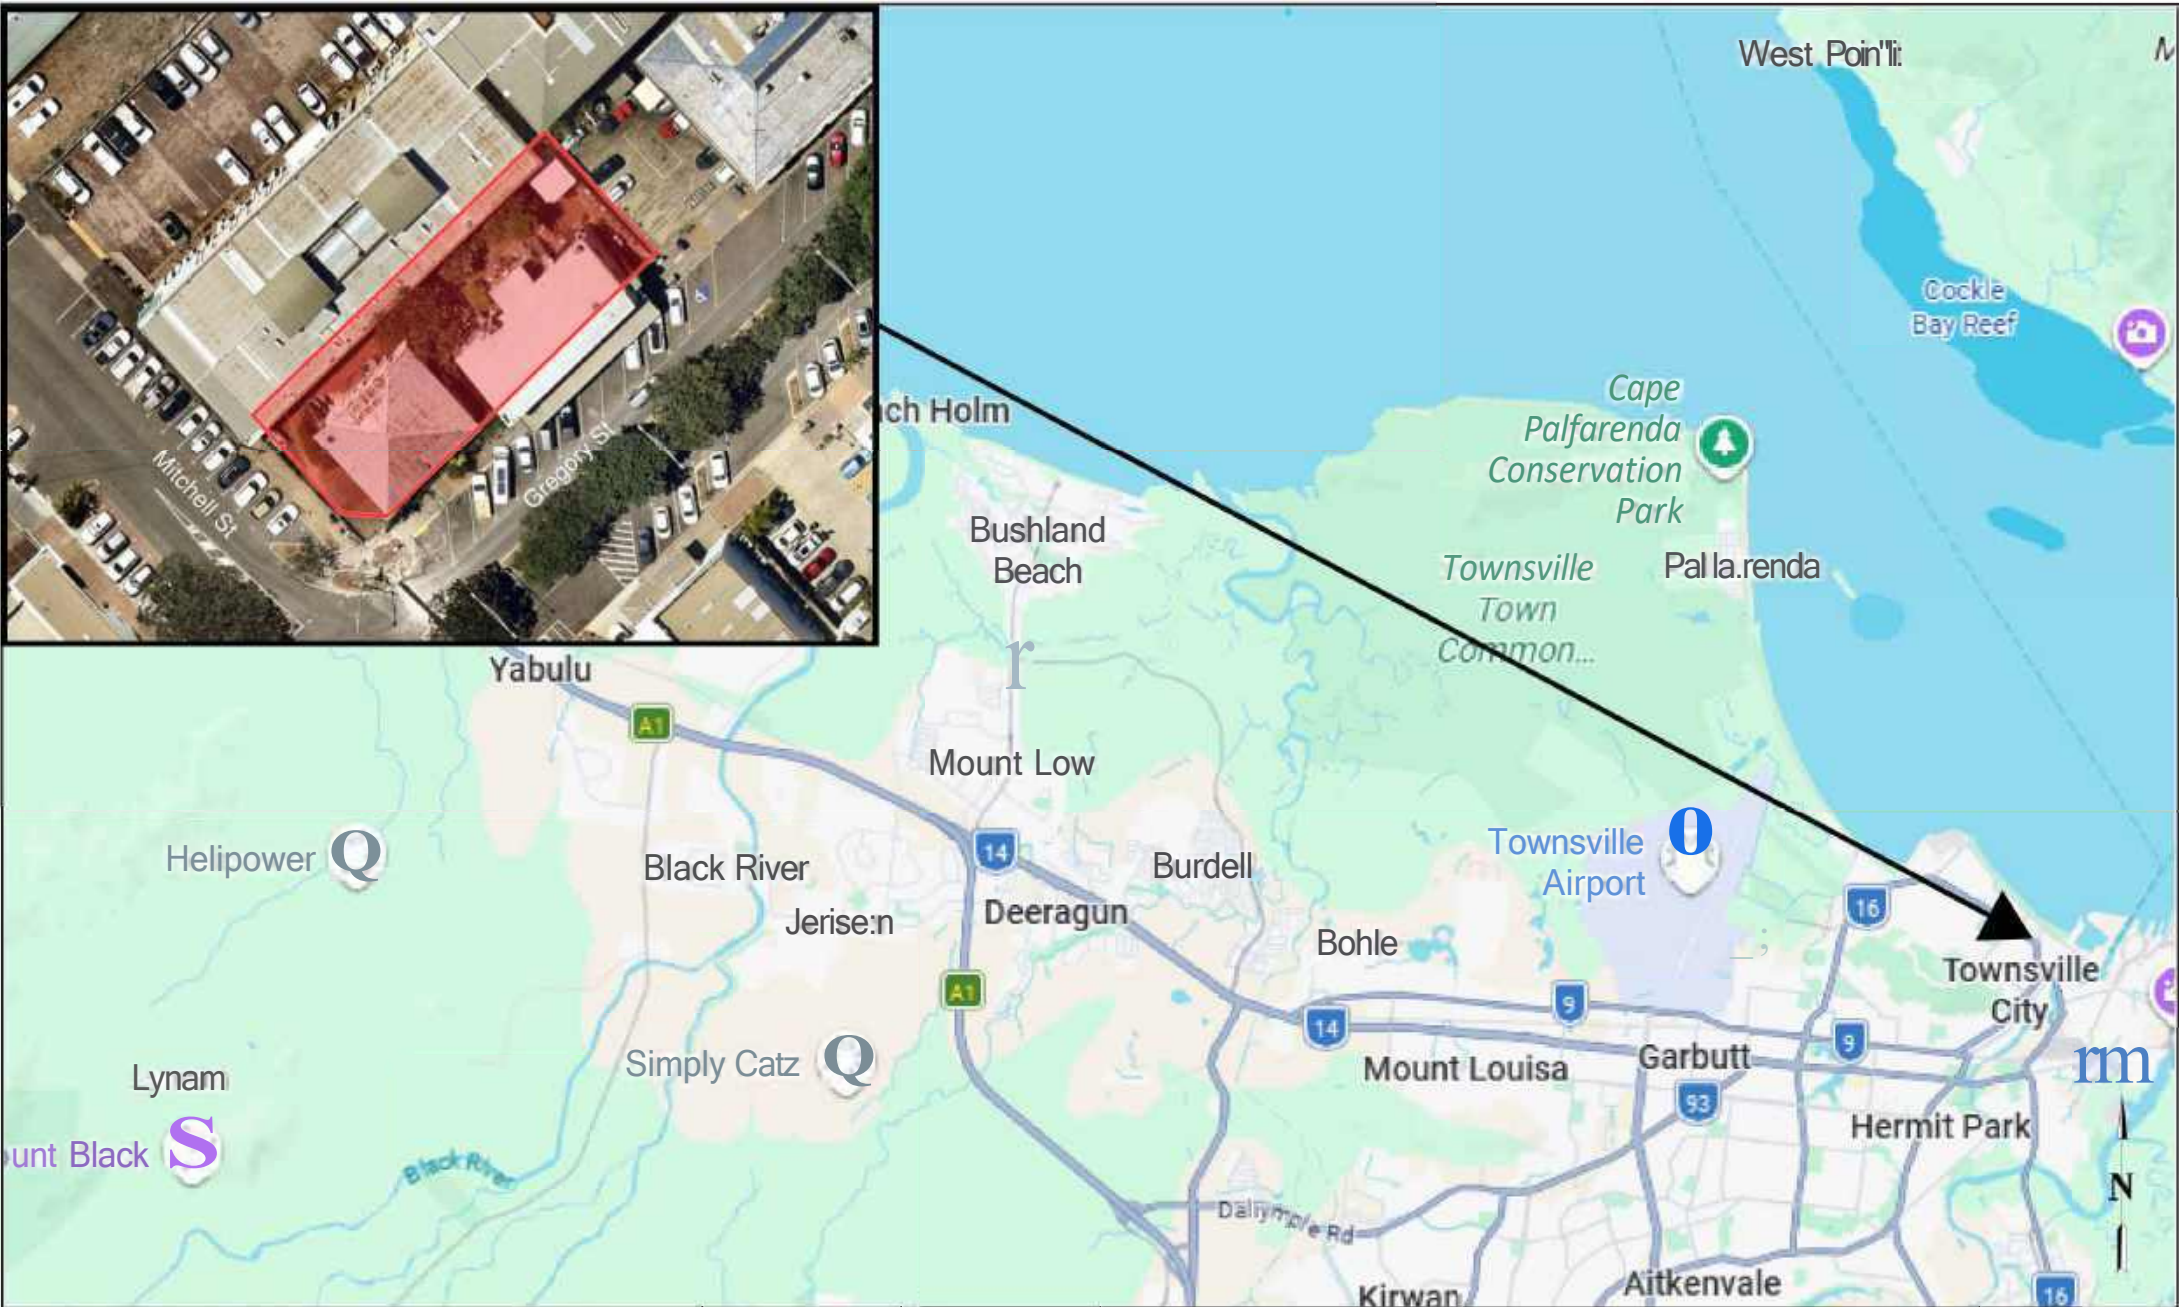 West Poin"li:
M
Cockle
Bay Reef
Cape
Palfarenda
Conservation
Park
ch Holm
Mitchell St
Gregory St
Bushland
Beach
Townsville
Town
Common...
Pal la.renda
r
Yabulu
A1
Mount Low
Helipower Q
Black River
14
Burdell
Townsville
Airport
0
Jerise:n
Deeragun
16
Bohle
Townsville
City
A1
9
14
9
Simply Catz Q
Mount Louisa
Garbutt
rm
Lynam
93
Hermit Park
unt Black S
Black River
N
Dalrymple Rd
Kirwan
Aitkenvale
16